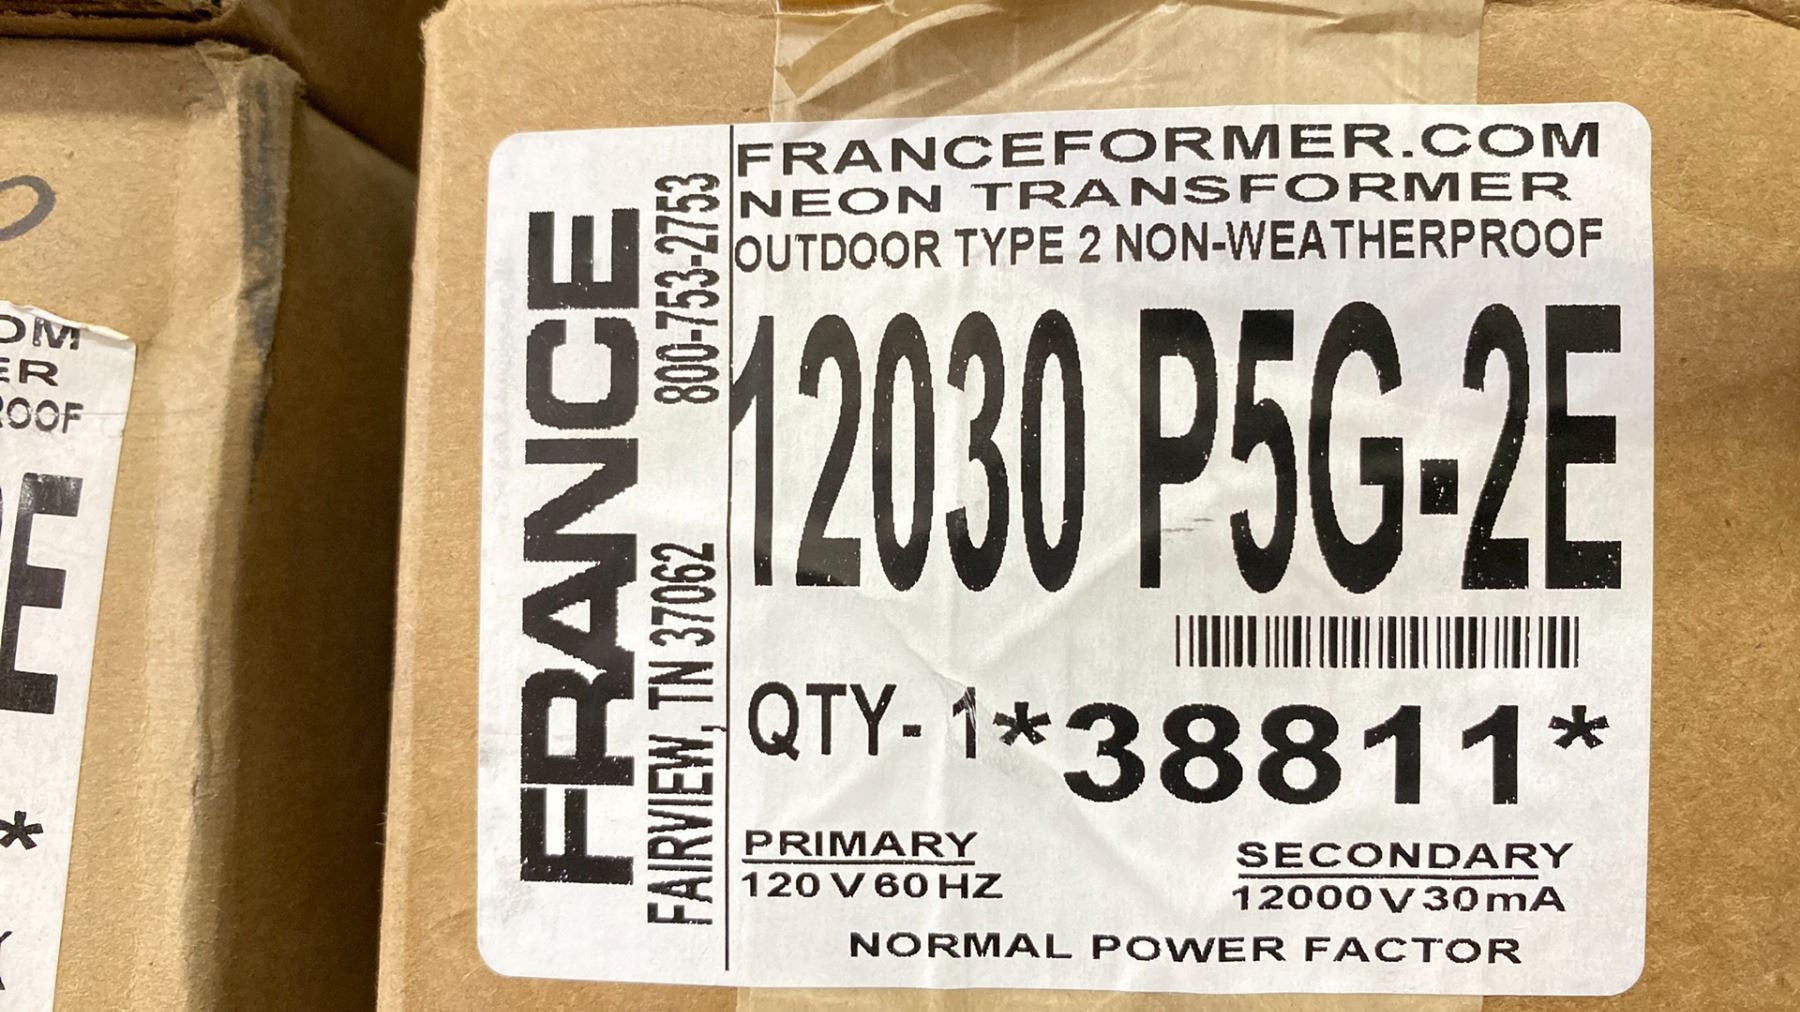 FRANCE
FAIRVIEW, TN 37062 800-753-2753
FRANCEFORMER.COM
NEON TRANSFORMER
OUTDOOR TYPE 2 NON-WEATHERPROOF
12030 P5G-2E
QTY- 1 *38811*
PRIMARY
120 V 60 HZ
SECONDARY
12000 V 30 mA
NORMAL POWER FACTOR
OM
ER
ROOF
E
*